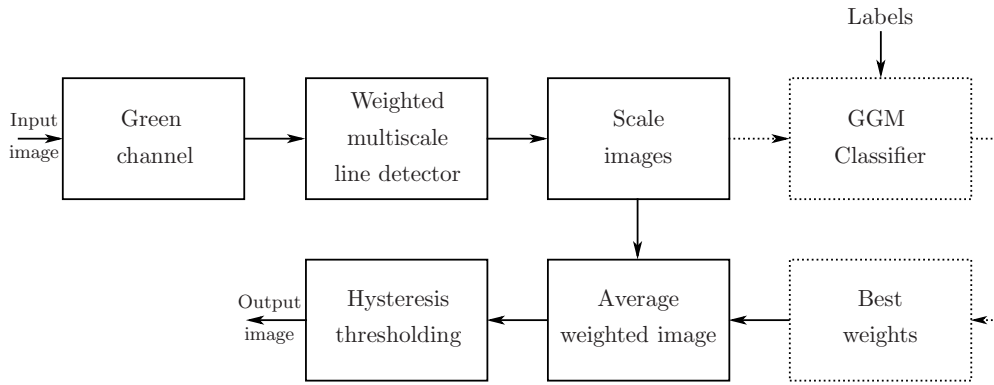 Labels
Input
image
Green
channel
Weighted
multiscale
line detector
Scale
images
GGM
Classifier
Output
image
Hysteresis
thresholding
Average
weighted image
Best
weights